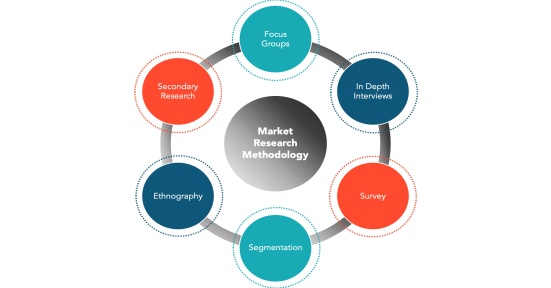 Focus
Groups
Secondary
Research
In Depth
Interviews
Market
Research
Methodology
Ethnography
Survey
Segmentation